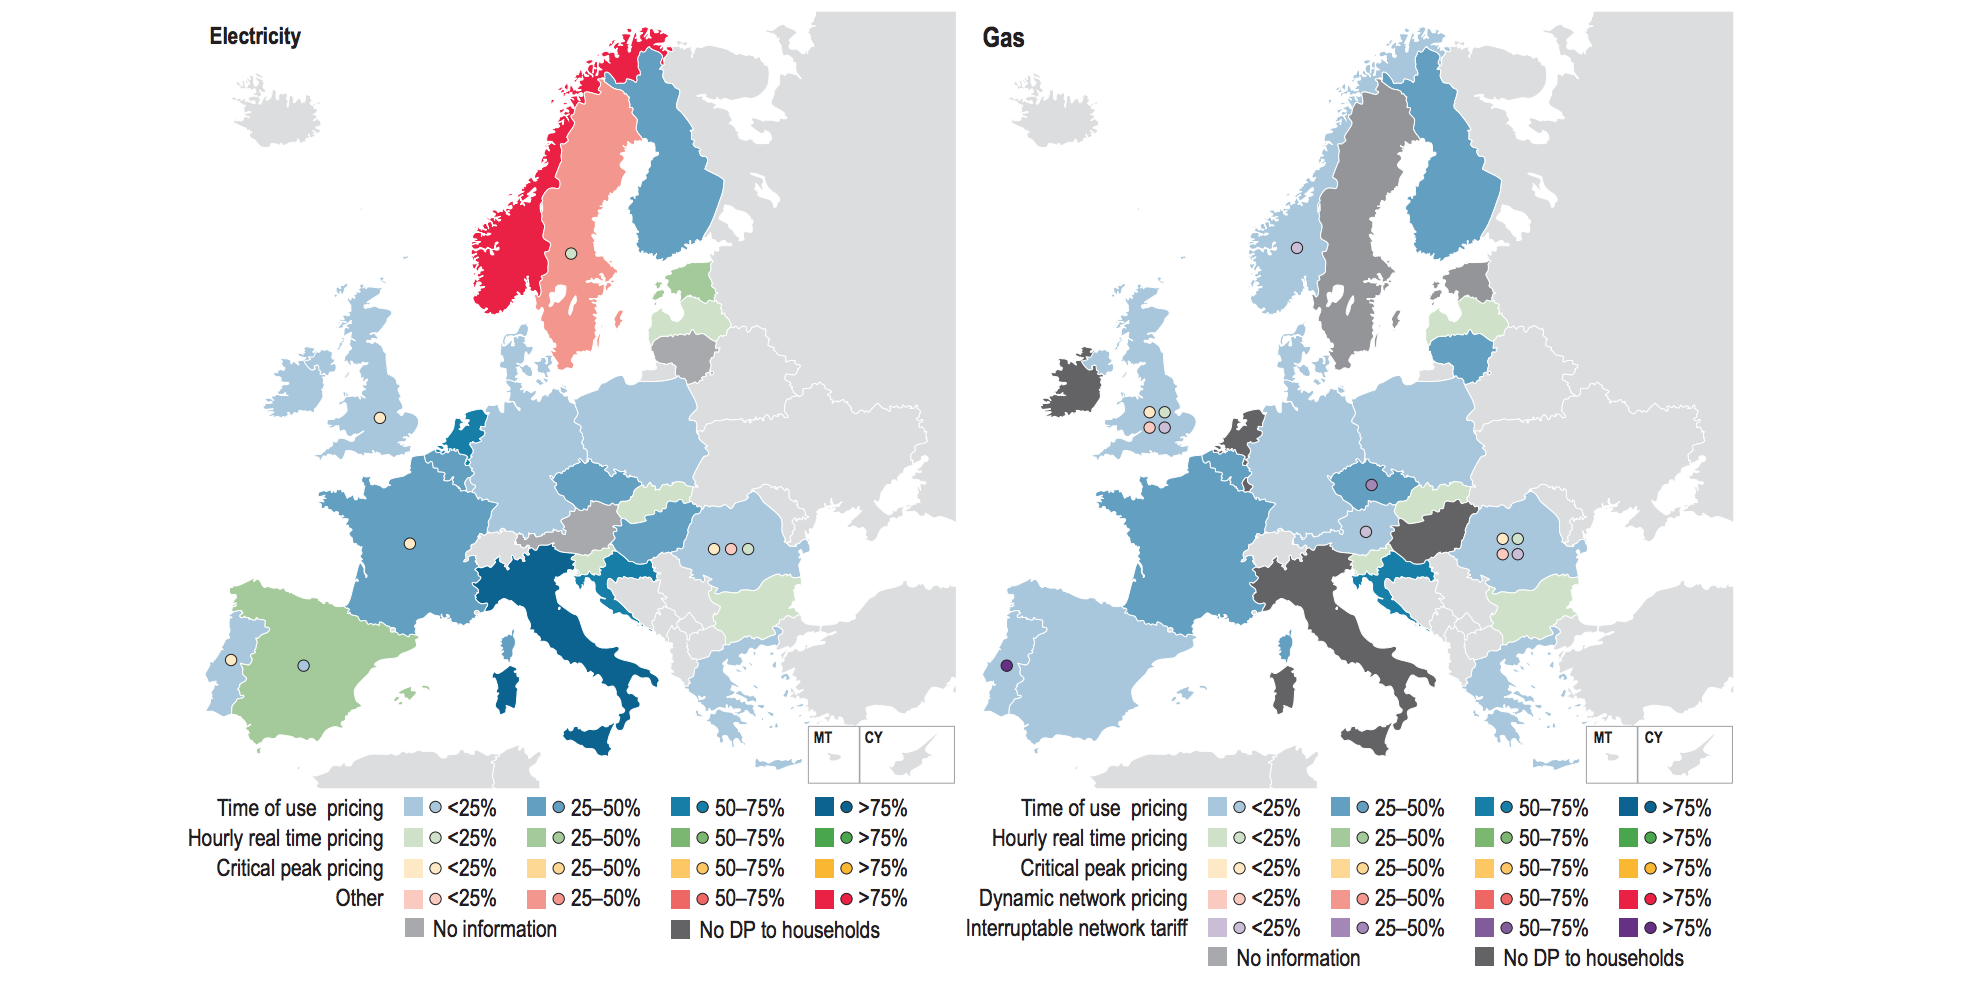 Electricity
Gas
MT CY
MT CY
Time of use pricing <25% 25–50% 50–75% >75%
Hourly real time pricing <25% 25–50% 50–75% >75%
Critical peak pricing <25% 25–50% 50–75% >75%
Other <25% 25–50% 50–75% >75%
No information No DP to households
Time of use pricing <25% 25–50% 50–75% >75%
Hourly real time pricing <25% 25–50% 50–75% >75%
Critical peak pricing <25% 25–50% 50–75% >75%
Dynamic network pricing <25% 25–50% 50–75% >75%
Interruptable network tariff <25% 25–50% 50–75% >75%
No information No DP to households